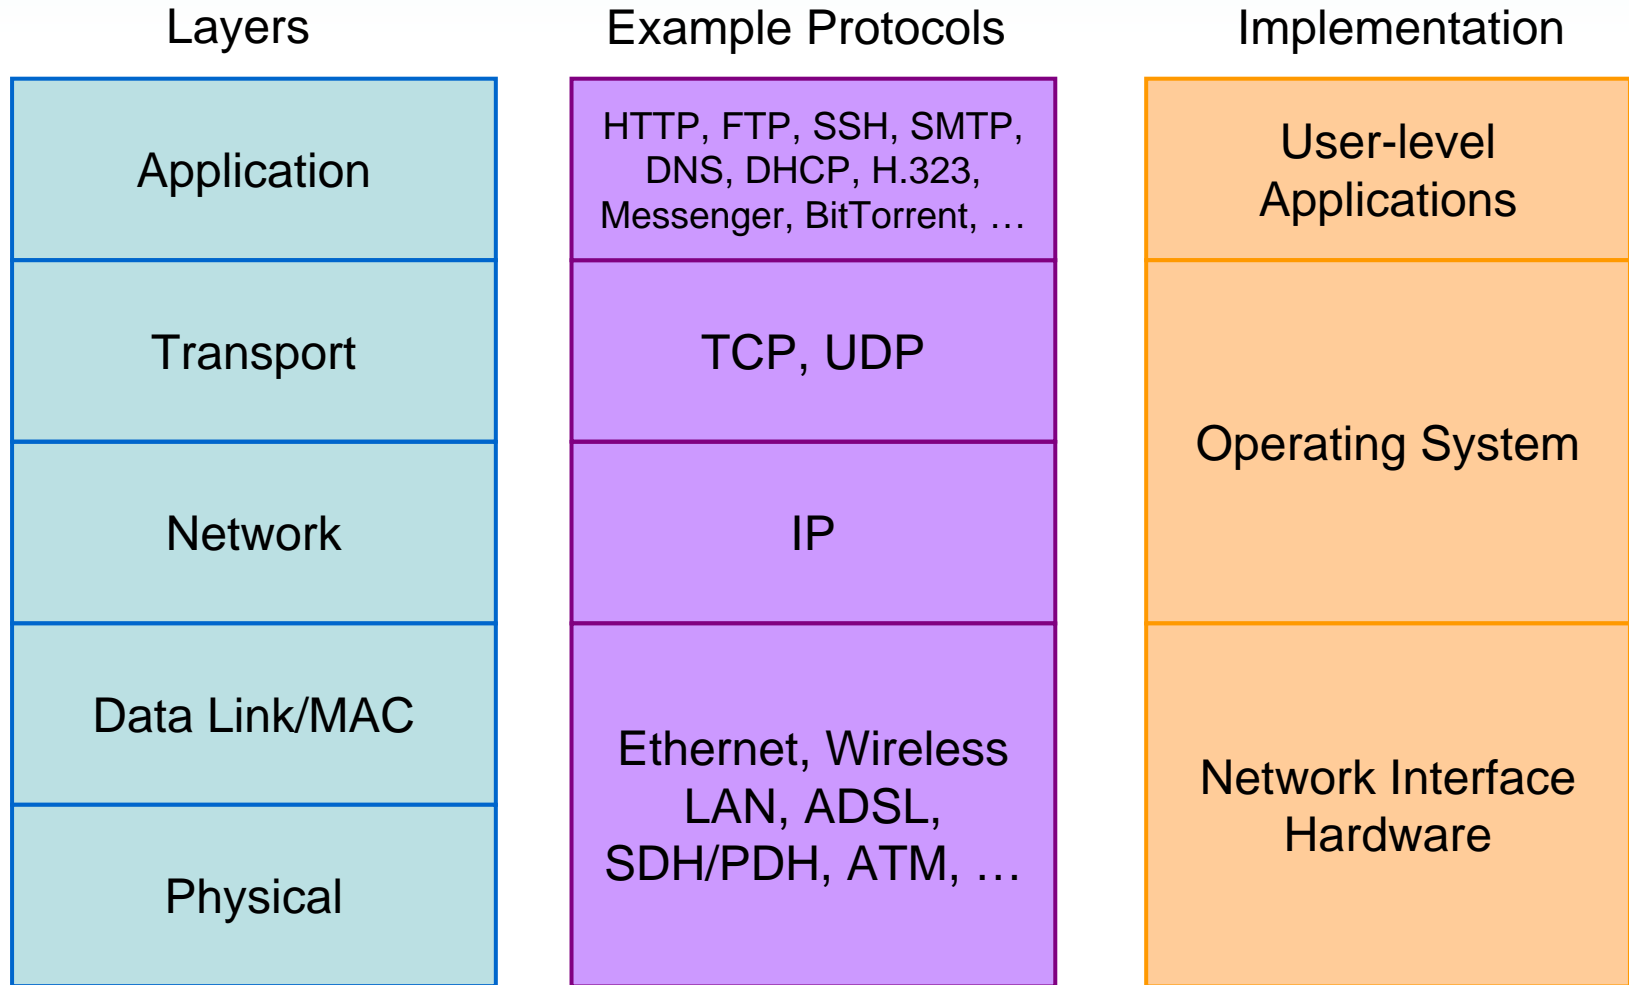 Layers
Example Protocols
Implementation
Application
HTTP, FTP, SSH, SMTP,
DNS, DHCP, H.323,
Messenger, BitTorrent, …
User-level
Applications
Transport
TCP, UDP
Operating System
Network
IP
Data Link/MAC
Ethernet, Wireless
LAN, ADSL,
SDH/PDH, ATM, …
Network Interface
Hardware
Physical